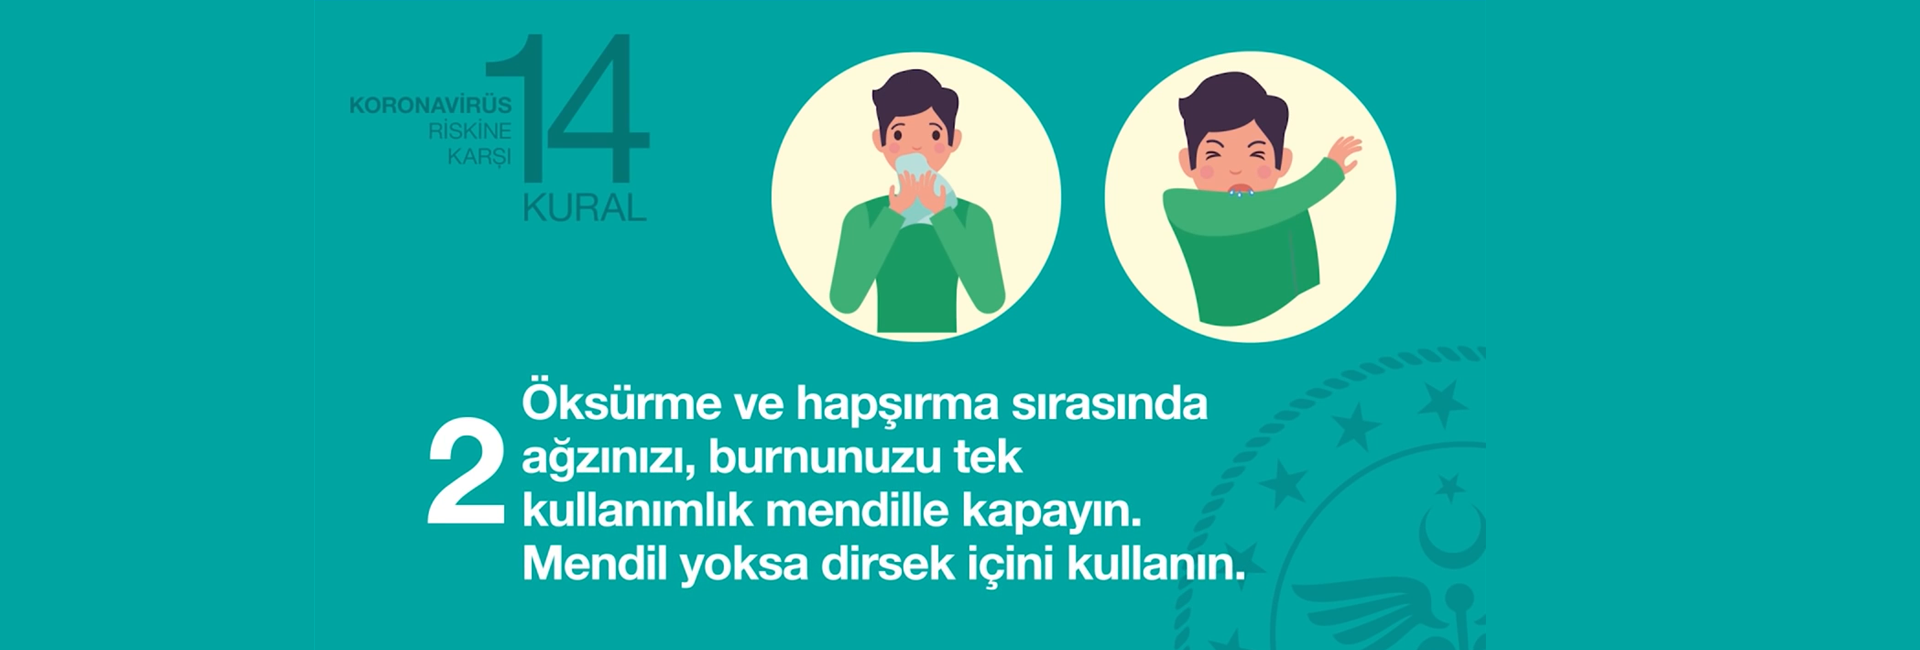 KORONAVİRÜS
RİSKİNE
KARŞI
14
KURAL
2
Öksürme ve hapşırma sırasında
ağzınızı, burnunuzu tek
kullanımlık mendille kapayın.
Mendil yoksa dirsek içini kullanın.